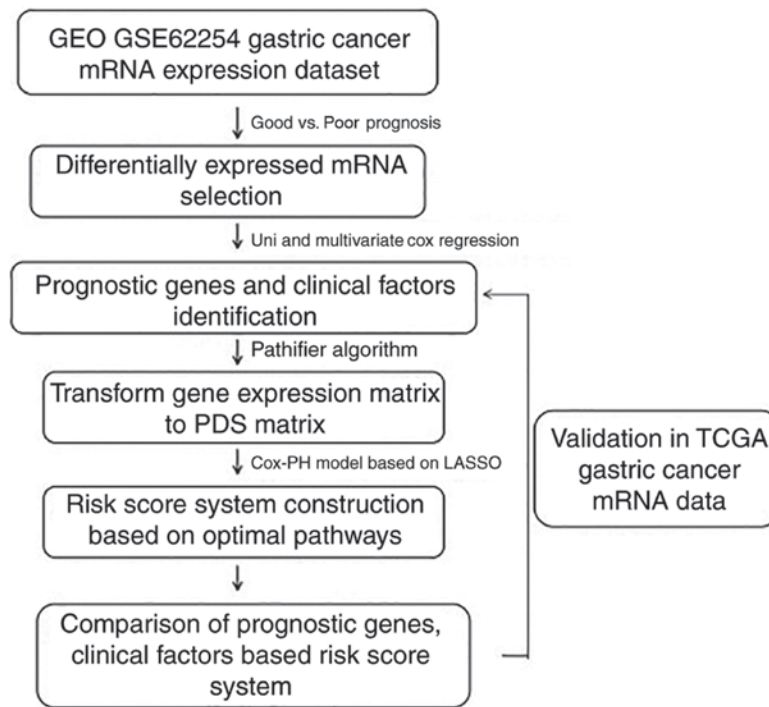 GEO GSE62254 gastric cancer
mRNA expression dataset
Good vs. Poor prognosis
Differentially expressed mRNA
selection
Uni and multivariate cox regression
Prognostic genes and clinical factors
identification
Pathifier algorithm
Transform gene expression matrix
to PDS matrix
Cox-PH model based on LASSO
Risk score system construction
based on optimal pathways
Comparison of prognostic genes,
clinical factors based risk score
system
Validation in TCGA
gastric cancer
mRNA data